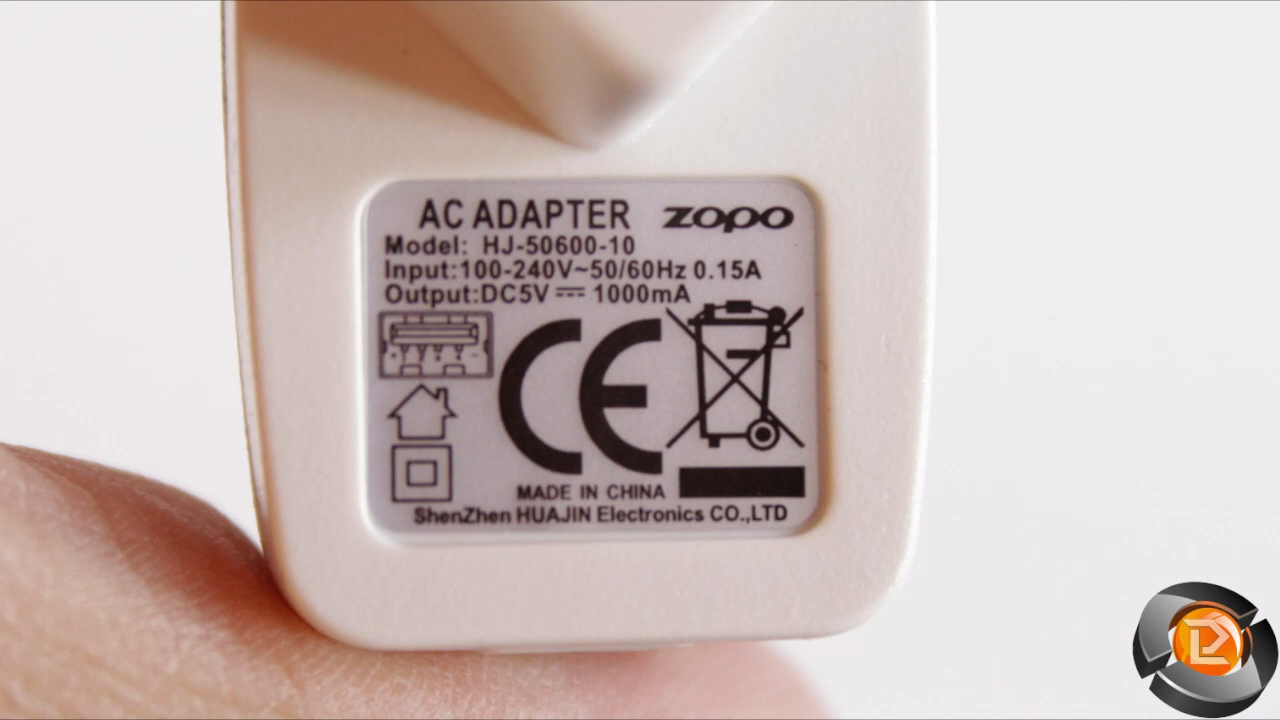 AC ADAPTER ZOPO
Model: HJ-50600-10
Input:100-240V~50/60Hz 0.15A
Output:DC5V ⎓ 1000mA
CE
MADE IN CHINA
ShenZhen HUAJIN Electronics CO.,LTD